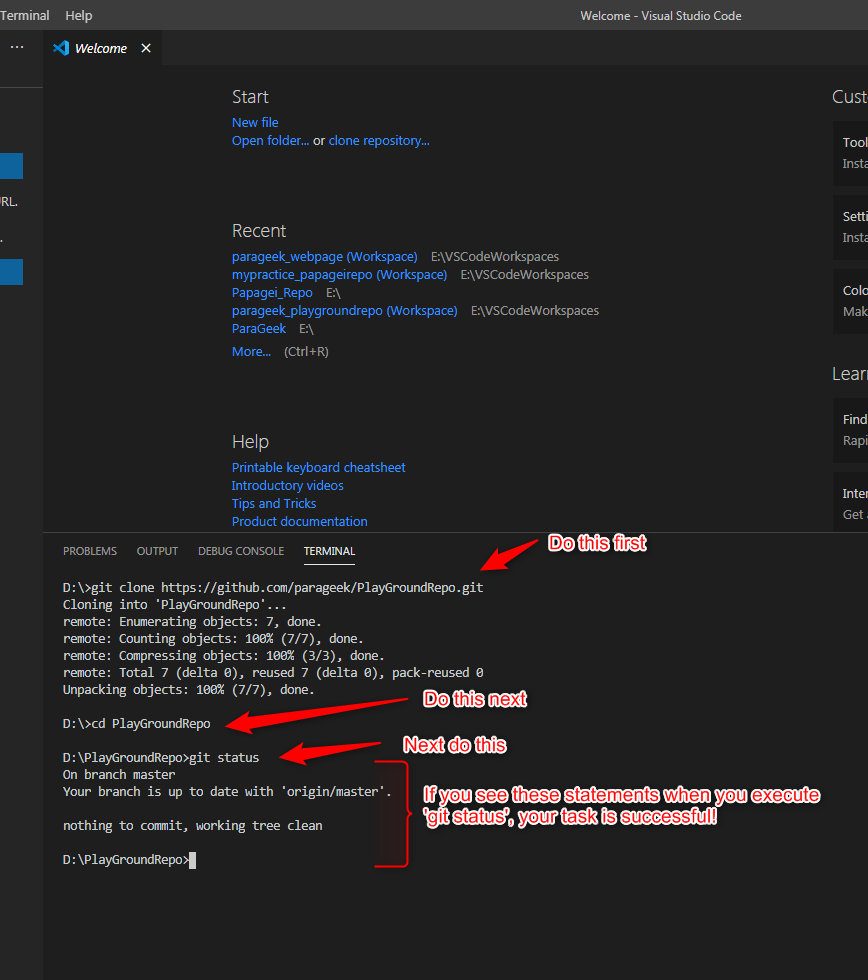 Terminal Help Welcome - Visual Studio Code
... Welcome ×
Start
New file
Open folder... or clone repository...
RL.
.
Recent
parageek_webpage (Workspace) E:\VSCodeWorkspaces
mypractice_papageirepo (Workspace) E:\VSCodeWorkspaces
Papagei_Repo E:\
parageek_playgroundrepo (Workspace) E:\VSCodeWorkspaces
ParaGeek E:\
More... (Ctrl+R)
Help
Printable keyboard cheatsheet
Introductory videos
Tips and Tricks
Product documentation
Cust
Tool
Insta
Setti
Insta
Colo
Mak
Lear
Find
Rapi
Inter
Get
Do this first
PROBLEMS OUTPUT DEBUG CONSOLE TERMINAL
D:\>git clone https://github.com/parageek/PlayGroundRepo.git
Cloning into 'PlayGroundRepo'...
remote: Enumerating objects: 7, done.
remote: Counting objects: 100% (7/7), done.
remote: Compressing objects: 100% (3/3), done.
remote: Total 7 (delta 0), reused 7 (delta 0), pack-reused 0
Unpacking objects: 100% (7/7), done.
Do this next
D:\>cd PlayGroundRepo
Next do this
D:\PlayGroundRepo>git status
On branch master
Your branch is up to date with 'origin/master'.
nothing to commit, working tree clean
If you see these statements when you execute
'git status', your task is successful!
D:\PlayGroundRepo>